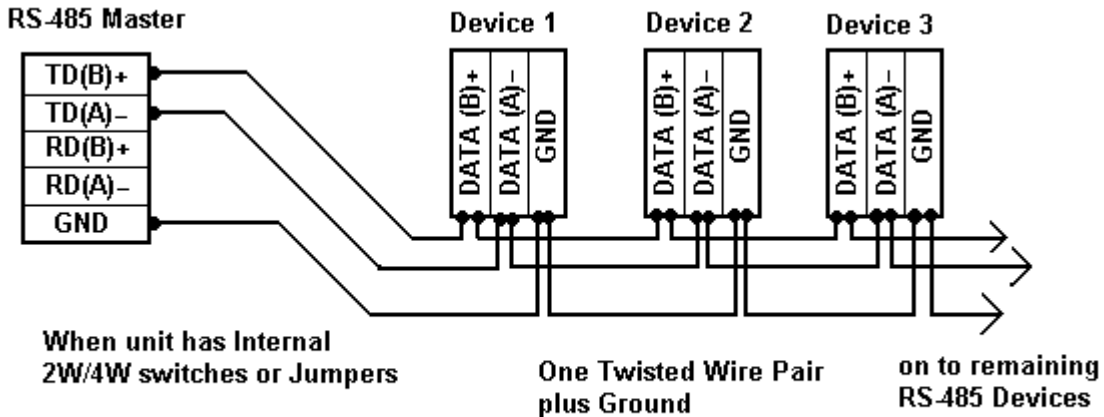 RS-485 Master
TD(B)+
TD(A)−
RD(B)+
RD(A)−
GND
Device 1
DATA (B)+
DATA (A)−
GND
Device 2
DATA (B)+
DATA (A)−
GND
Device 3
DATA (B)+
DATA (A)−
GND
When unit has Internal
2W/4W switches or Jumpers
One Twisted Wire Pair
plus Ground
on to remaining
RS-485 Devices